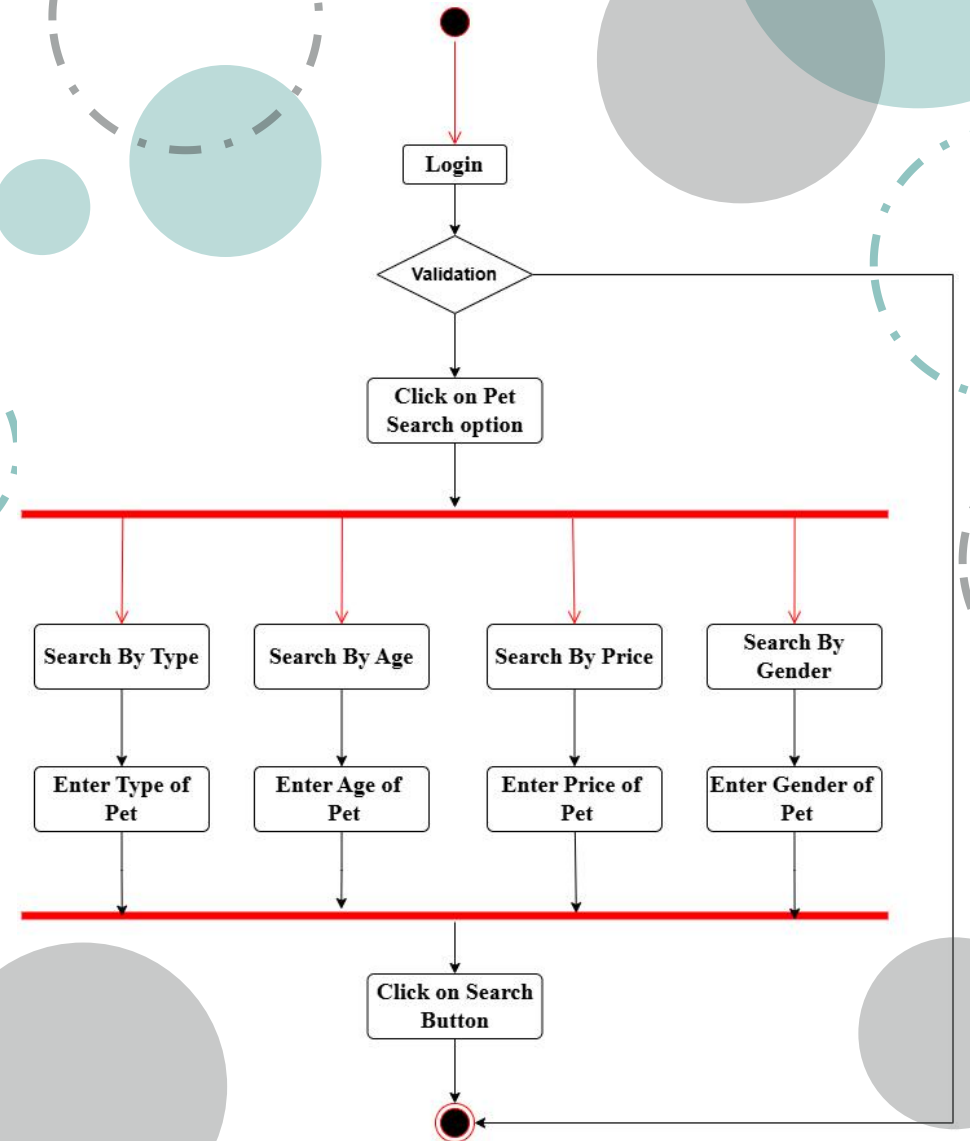 Login
Validation
Click on Pet
Search option
Search By Type
Search By Age
Search By Price
Search By
Gender
Enter Type of
Pet
Enter Age of
Pet
Enter Price of
Pet
Enter Gender of
Pet
Click on Search
Button